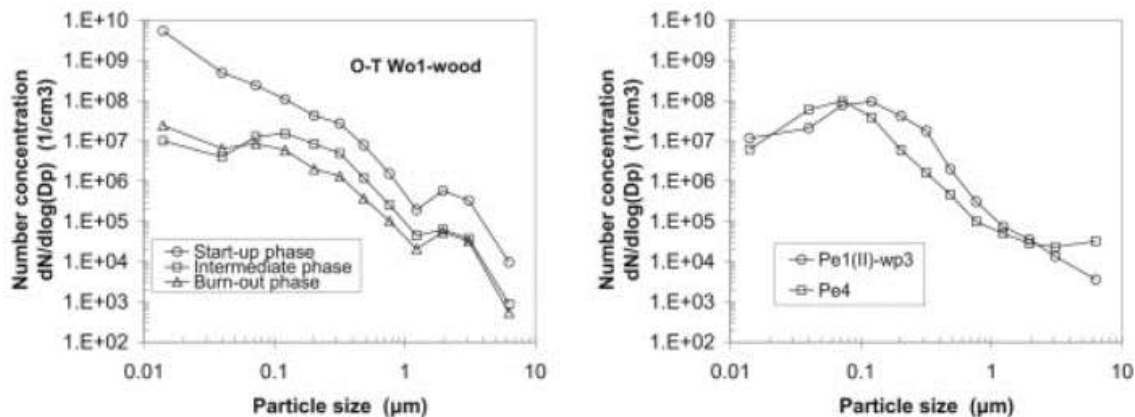 Number concentration
dN/dlog(Dp) (1/cm3)
1.E+10
1.E+09
1.E+08
1.E+07
1.E+06
1.E+05
1.E+04
1.E+03
1.E+02
O-T Wo1-wood
Start-up phase
Intermediate phase
Burn-out phase
0.01
0.1
1
10
Particle size (µm)
Number concentration
dN/dlog(Dp) (1/cm3)
1.E+10
1.E+09
1.E+08
1.E+07
1.E+06
1.E+05
1.E+04
1.E+03
1.E+02
Pe1(II)-wp3
Pe4
0.01
0.1
1
10
Particle size (µm)